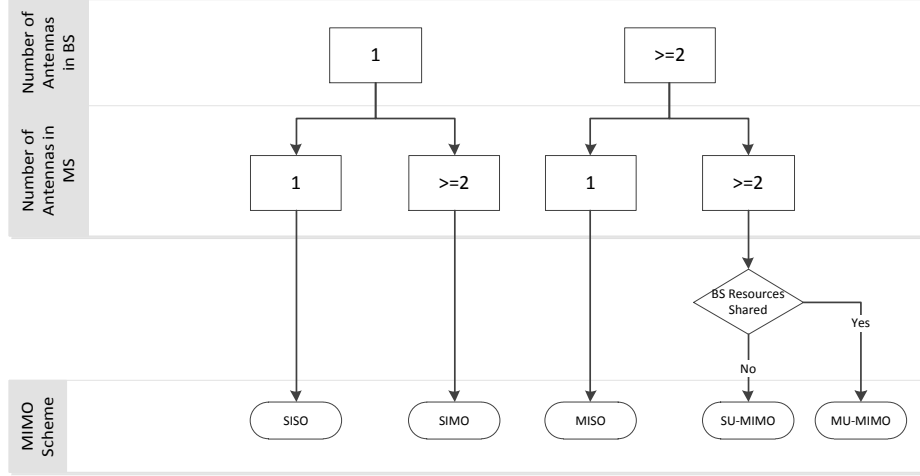 Number of
Antennas
in BS
1
>=2
Number of
Antennas in
MS
1
>=2
1
>=2
BS Resources
Shared
Yes
No
MIMO
Scheme
SISO
SIMO
MISO
SU-MIMO
MU-MIMO